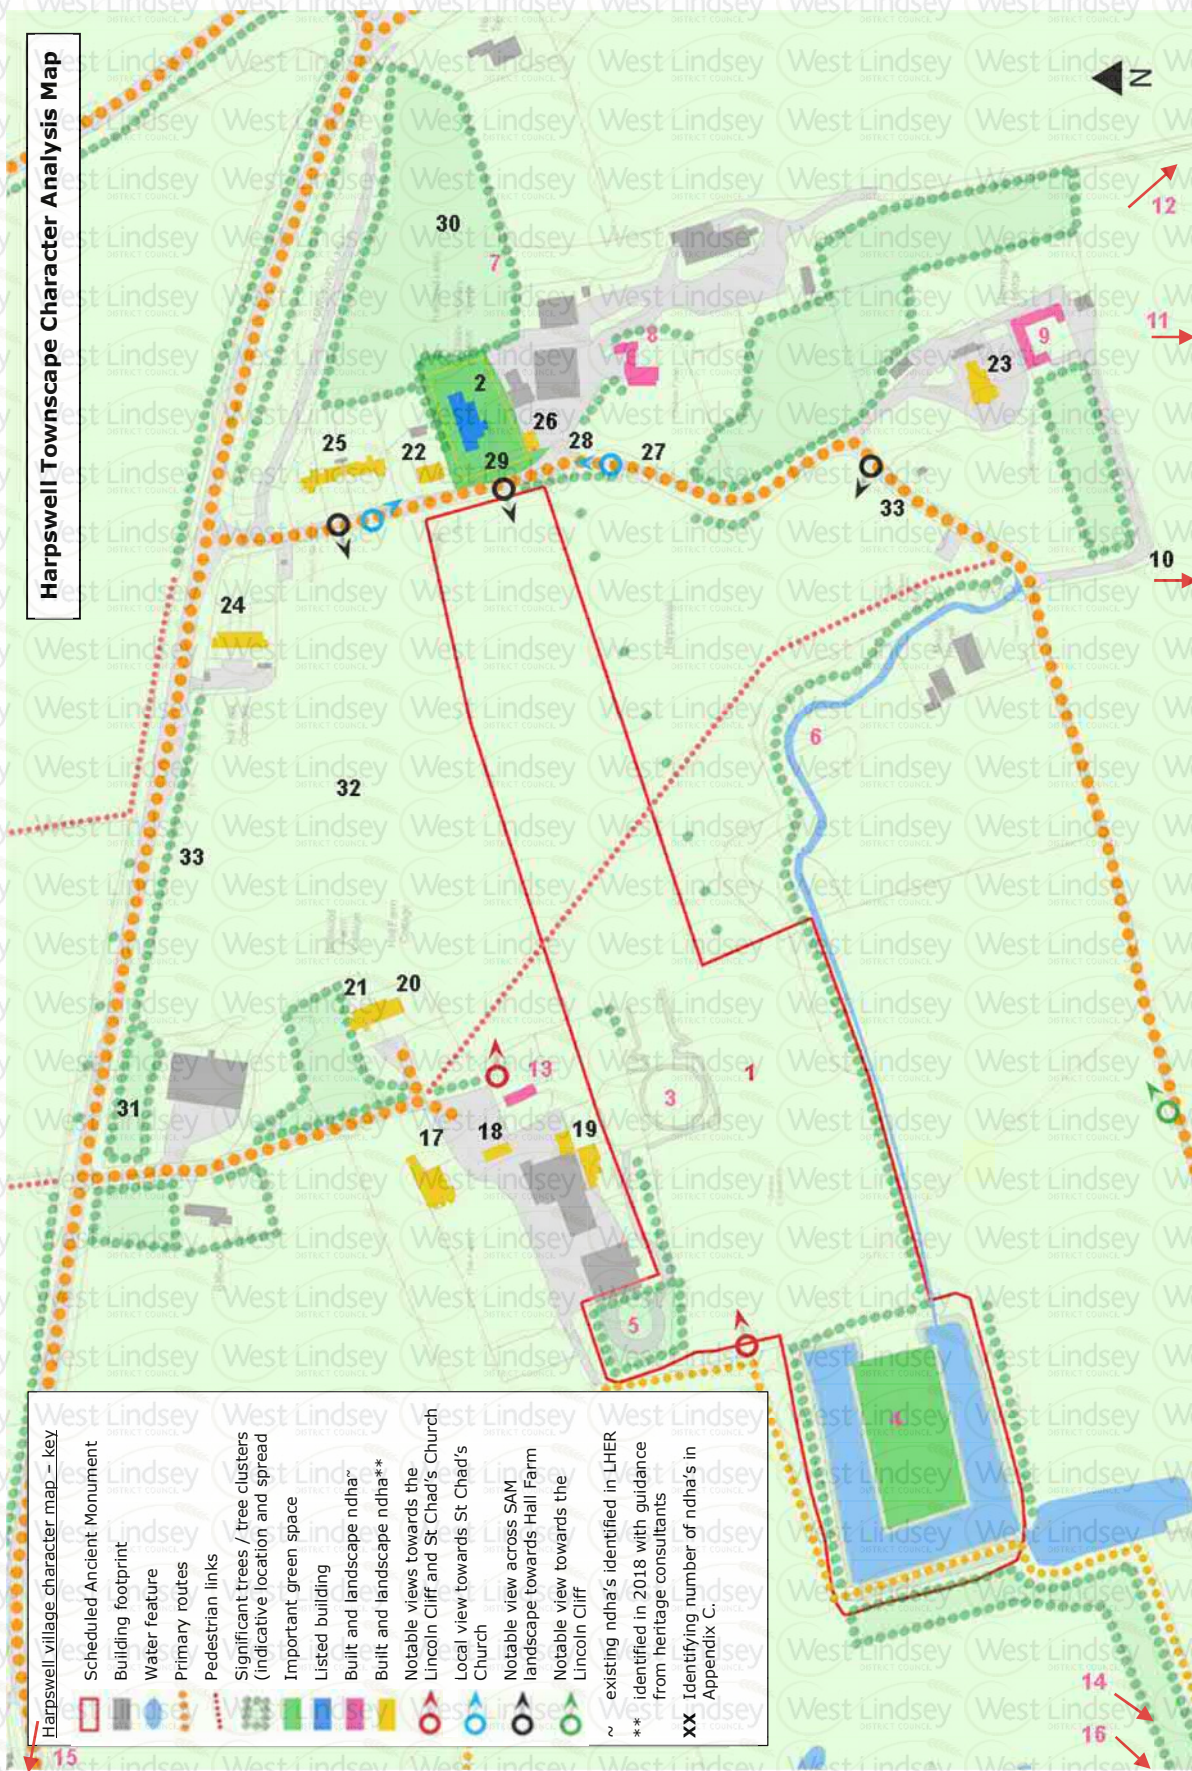 Harpswell Townscape Character Analysis Map
N
30
7
2
8
9
23
25
22
26
28
27
29
33
12
11
10
24
6
32
33
21
20
13
31
17
18
19
3
1
5
4
14
16
15
Harpswell village character map – key
Scheduled Ancient Monument
Building footprint
Water feature
Primary routes
Pedestrian links
Significant trees / tree clusters
(indicative location and spread
Important green space
Listed building
Built and landscape ndha~
Built and landscape ndha**
Notable views towards the
Lincoln Cliff and St Chad's Church
Local view towards St Chad's
Church
Notable view across SAM
landscape towards Hall Farm
Notable view towards the
Lincoln Cliff
~ existing ndha's identified in LHER
** identified in 2018 with guidance
from heritage consultants
XX Identifying number of ndha's in
Appendix C.
West Lindsey
DISTRICT COUNCIL